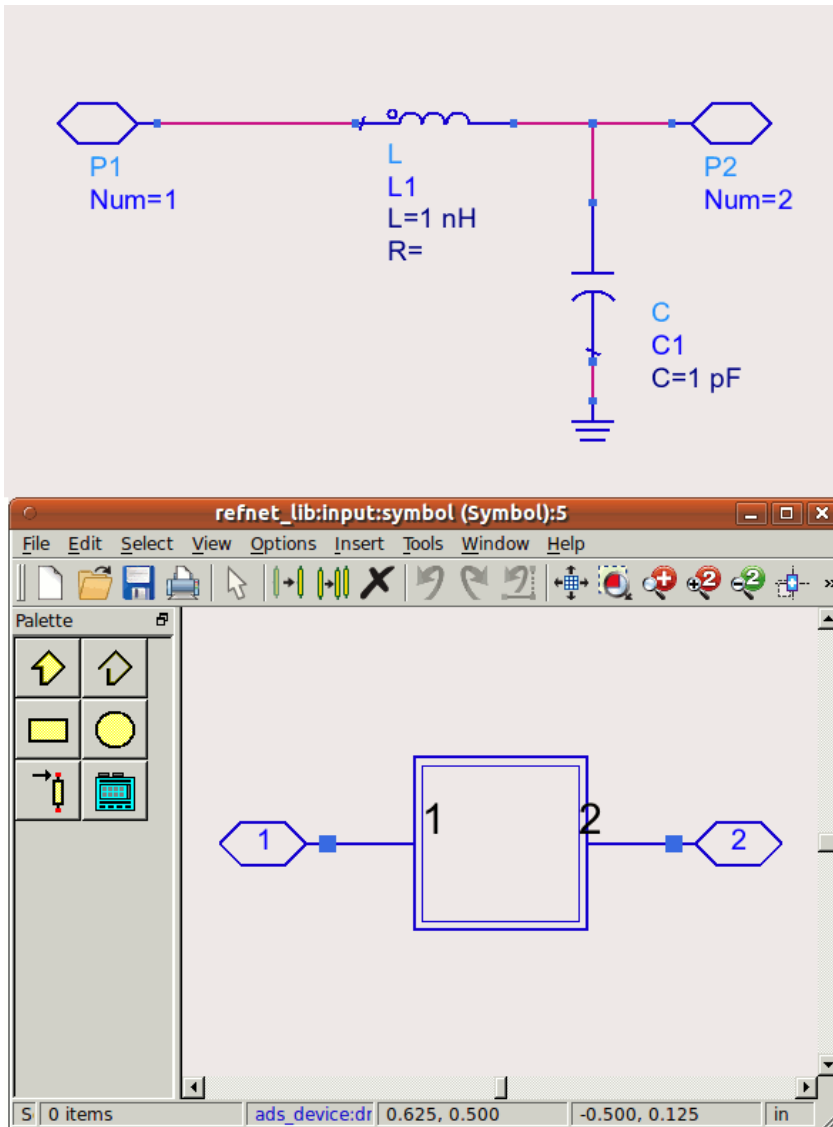 P1
Num=1
L
L1
L=1 nH
R=
P2
Num=2
C
C1
C=1 pF
refnet_lib:input:symbol (Symbol):5
File Edit Select View Options Insert Tools Window Help
2 2 »
Palette
1 1 2 2
S 0 items ads_device:dr 0.625, 0.500 -0.500, 0.125 in